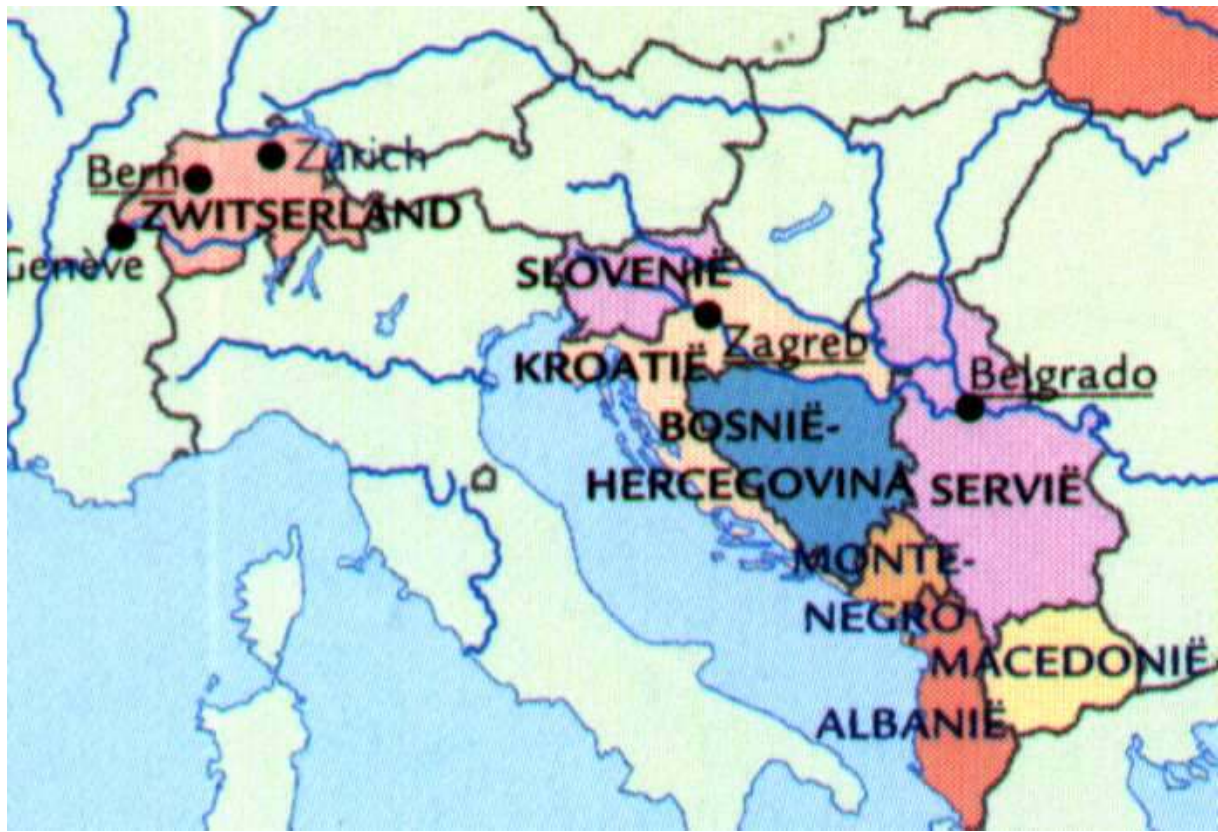 Zürich
Bern
ZWITSERLAND
Genève
SLOVENIË
Zagreb
KROATIË
Belgrado
BOSNIË-
HERCEGOVINA
SERVIË
MONTE-
NEGRO
MACEDONIË
ALBANIË